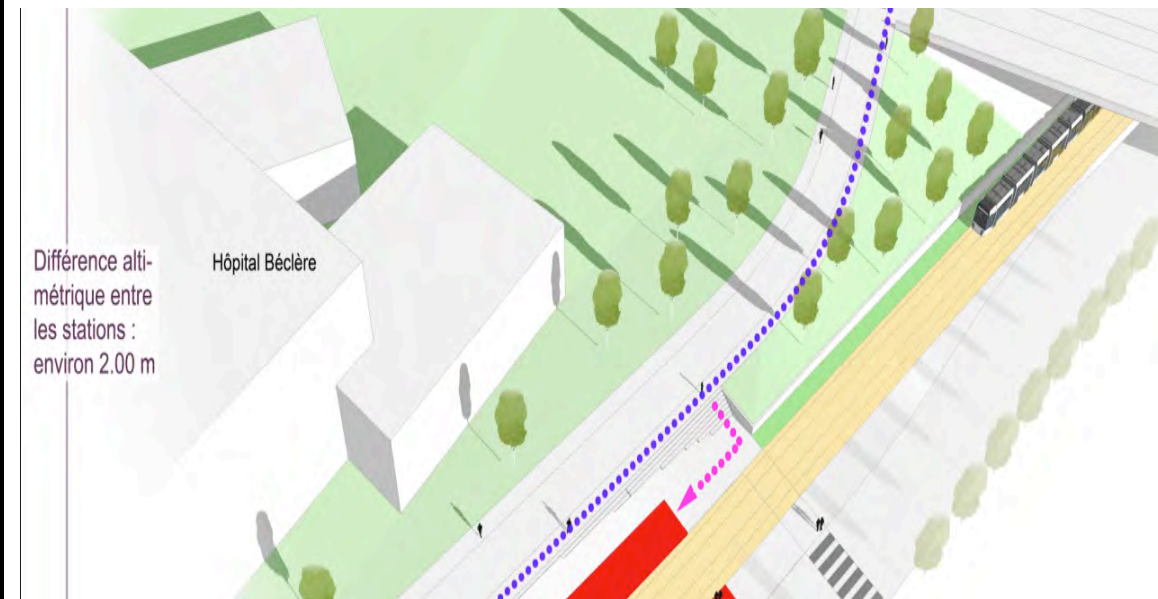 Différence alti-
métrique entre
les stations :
environ 2.00 m
Hôpital Béclère